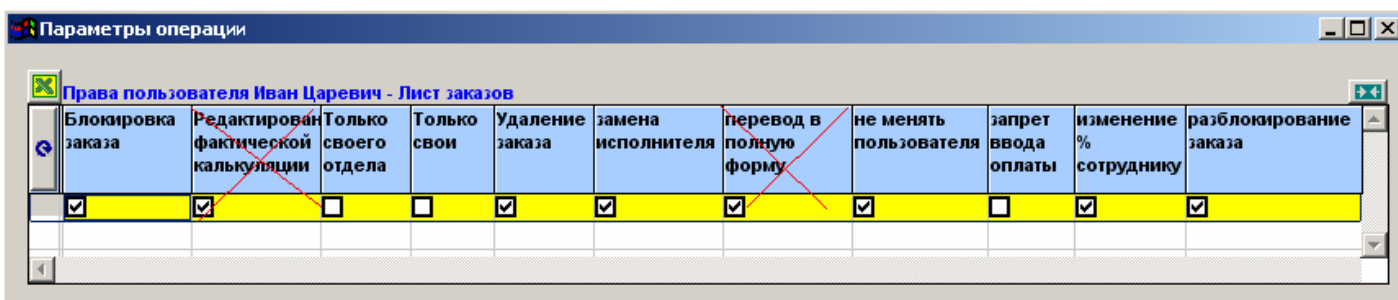 Параметры операции
Права пользователя Иван Царевич - Лист заказов
Блокировка заказа
Редактирован фактической калькуляции
Только своего отдела
Только свои
Удаление заказа
замена исполнителя
перевод в полную форму
не менять пользователя
запрет ввода оплаты
изменение % сотруднику
разблокирование заказа